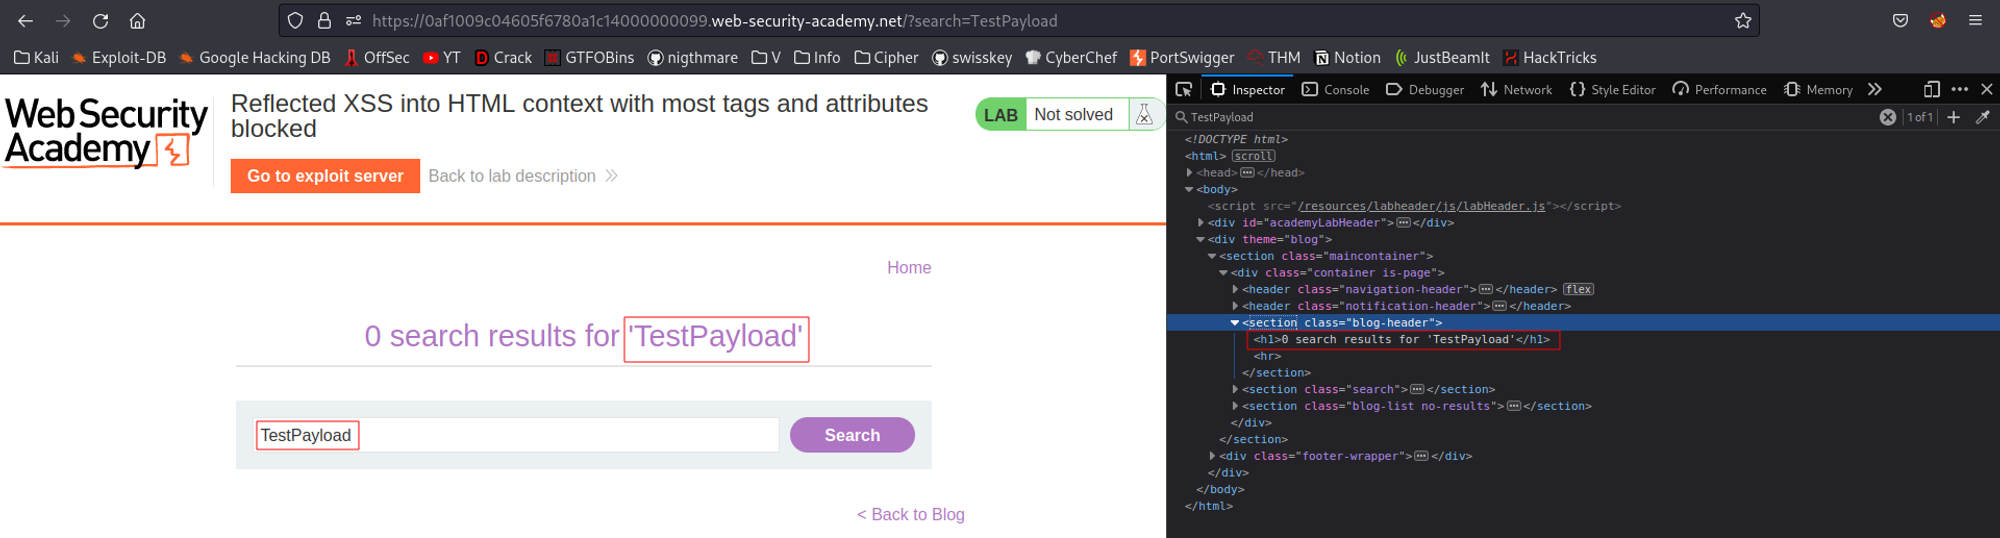 https://0af1009c04605f6780a1c14000000099.web-security-academy.net/?search=TestPayload
Kali Exploit-DB Google Hacking DB OffSec YT Crack GTFOBins nigthmare V Info Cipher swisskey CyberChef PortSwigger THM Notion JustBeamIt HackTricks
Web Security
Academy
Reflected XSS into HTML context with most tags and attributes
blocked
LAB Not solved
Go to exploit server Back to lab description
Home
0 search results for 'TestPayload'
TestPayload Search
< Back to Blog
Inspector Console Debugger Network {} Style Editor Performance Memory
TestPayload 1 of 1
<!DOCTYPE html>
<html> scroll
<head>⋯</head>
<body>
<script src="/resources/labheader/js/labHeader.js"></script>
<div id="academyLabHeader">⋯</div>
<div theme="blog">
<section class="maincontainer">
<div class="container is-page">
<header class="navigation-header">⋯</header> flex
<header class="notification-header">⋯</header>
<section class="blog-header">
<h1>0 search results for 'TestPayload'</h1>
<hr>
</section>
<section class="search">⋯</section>
<section class="blog-list no-results">⋯</section>
</div>
</section>
<div class="footer-wrapper">⋯</div>
</div>
</body>
</html>